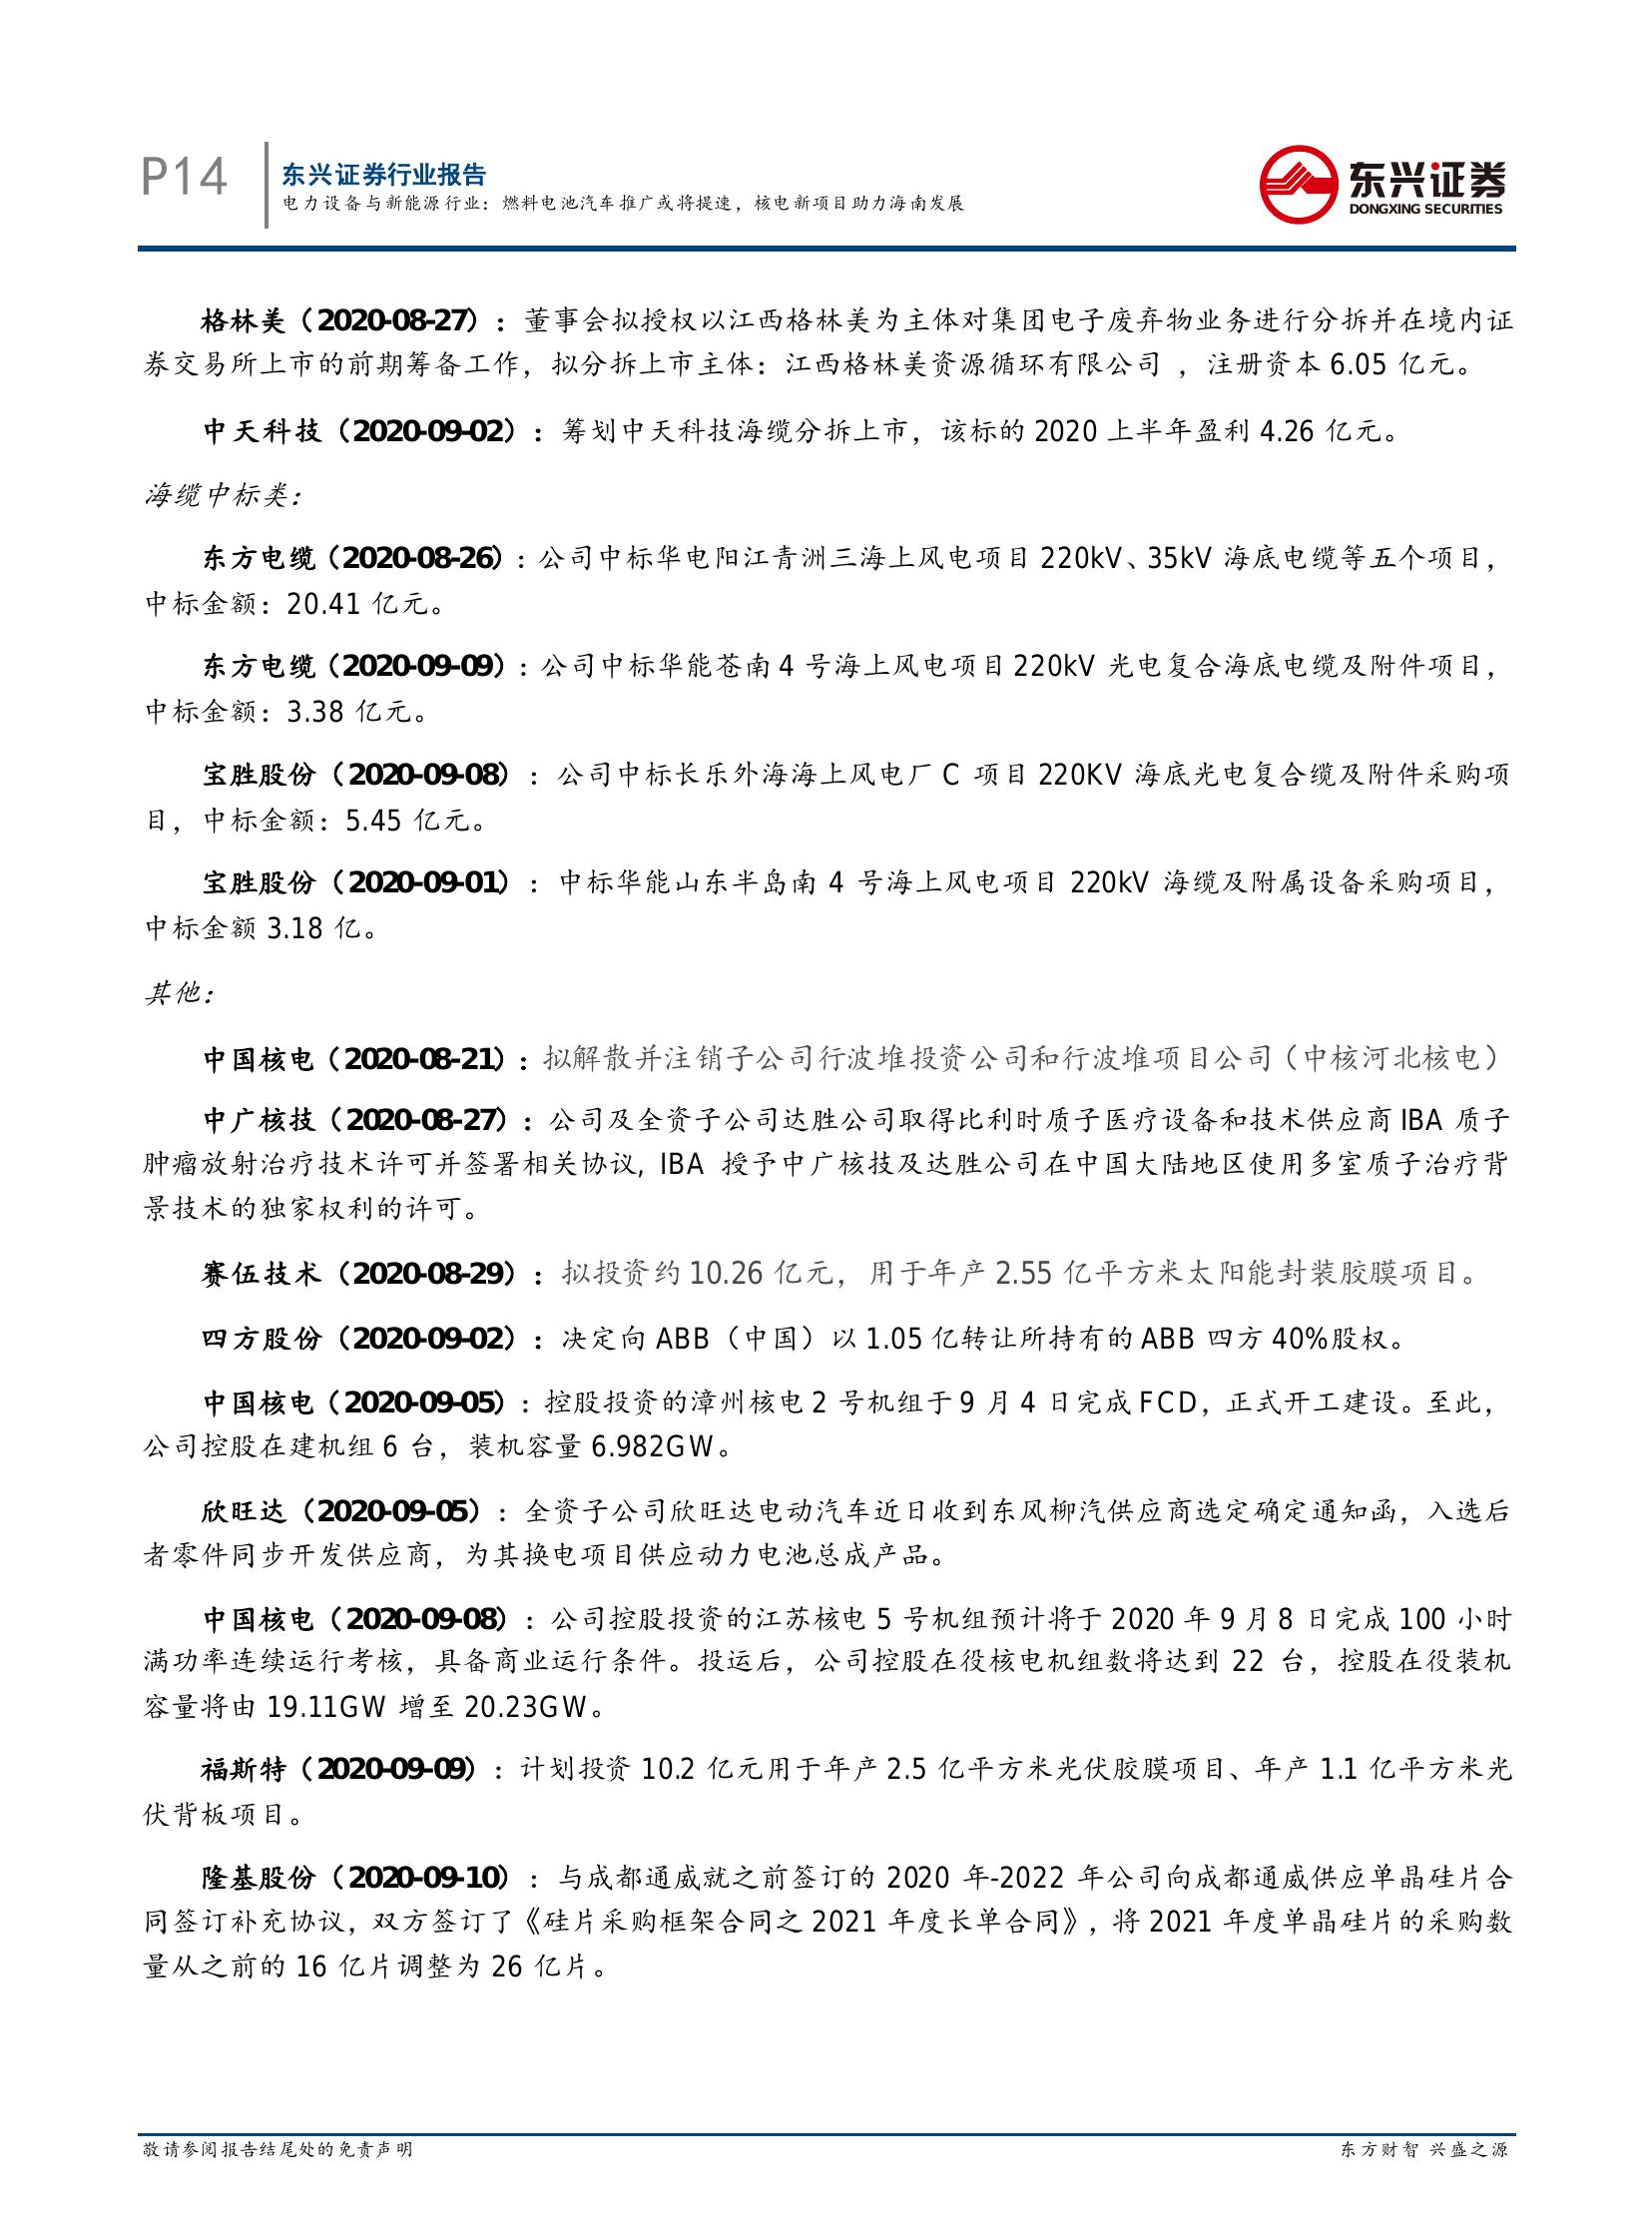 P14
东兴证券行业报告
电力设备与新能源行业：燃料电池汽车推广或将提速，核电新项目助力海南发展
东兴证券
DONGXING SECURITIES
格林美（2020-08-27）：董事会拟授权以江西格林美为主体对集团电子废弃物业务进行分拆并在境内证
券交易所上市的前期筹备工作，拟分拆上市主体：江西格林美资源循环有限公司 ，注册资本 6.05 亿元。
中天科技（2020-09-02）：筹划中天科技海缆分拆上市，该标的 2020 上半年盈利 4.26 亿元。
海缆中标类：
东方电缆（2020-08-26）：公司中标华电阳江青洲三海上风电项目 220kV、35kV 海底电缆等五个项目，
中标金额：20.41 亿元。
东方电缆（2020-09-09）：公司中标华能苍南 4 号海上风电项目 220kV 光电复合海底电缆及附件项目，
中标金额：3.38 亿元。
宝胜股份（2020-09-08）：公司中标长乐外海海上风电厂 C 项目 220KV 海底光电复合缆及附件采购项
目，中标金额：5.45 亿元。
宝胜股份（2020-09-01）：中标华能山东半岛南 4 号海上风电项目 220kV 海缆及附属设备采购项目，
中标金额 3.18 亿。
其他：
中国核电（2020-08-21）：拟解散并注销子公司行波堆投资公司和行波堆项目公司（中核河北核电）
中广核技（2020-08-27）：公司及全资子公司达胜公司取得比利时质子医疗设备和技术供应商 IBA 质子
肿瘤放射治疗技术许可并签署相关协议, IBA 授予中广核技及达胜公司在中国大陆地区使用多室质子治疗背
景技术的独家权利的许可。
赛伍技术（2020-08-29）：拟投资约 10.26 亿元，用于年产 2.55 亿平方米太阳能封装胶膜项目。
四方股份（2020-09-02）：决定向 ABB（中国）以 1.05 亿转让所持有的 ABB 四方 40%股权。
中国核电（2020-09-05）：控股投资的漳州核电 2 号机组于 9 月 4 日完成 FCD，正式开工建设。至此，
公司控股在建机组 6 台，装机容量 6.982GW。
欣旺达（2020-09-05）：全资子公司欣旺达电动汽车近日收到东风柳汽供应商选定确定通知函，入选后
者零件同步开发供应商，为其换电项目供应动力电池总成产品。
中国核电（2020-09-08）：公司控股投资的江苏核电 5 号机组预计将于 2020 年 9 月 8 日完成 100 小时
满功率连续运行考核，具备商业运行条件。投运后，公司控股在役核电机组数将达到 22 台，控股在役装机
容量将由 19.11GW 增至 20.23GW。
福斯特（2020-09-09）：计划投资 10.2 亿元用于年产 2.5 亿平方米光伏胶膜项目、年产 1.1 亿平方米光
伏背板项目。
隆基股份（2020-09-10）：与成都通威就之前签订的 2020 年-2022 年公司向成都通威供应单晶硅片合
同签订补充协议，双方签订了《硅片采购框架合同之 2021 年度长单合同》，将 2021 年度单晶硅片的采购数
量从之前的 16 亿片调整为 26 亿片。
敬请参阅报告结尾处的免责声明
东方财智 兴盛之源